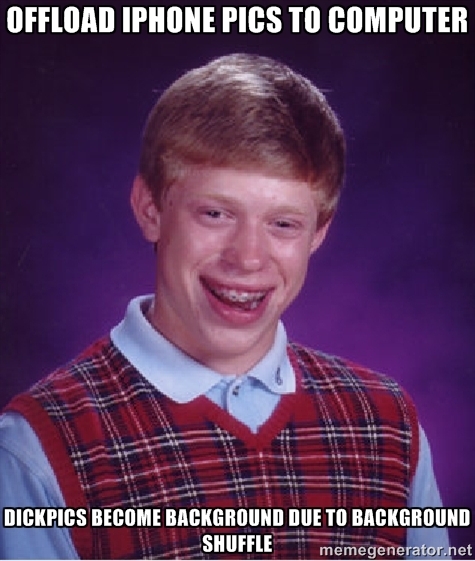 OFFLOAD IPHONE PICS TO COMPUTER
DICKPICS BECOME BACKGROUND DUE TO BACKGROUND
SHUFFLE
memegenerator.net